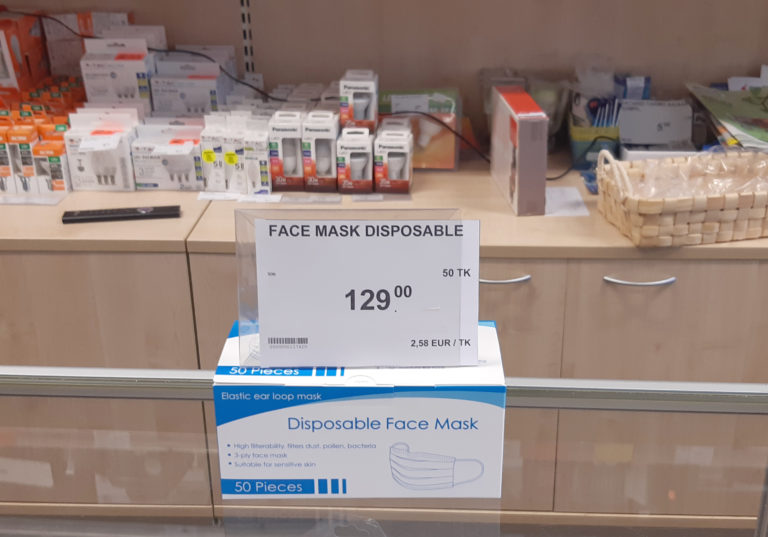 Panasonic
Panasonic
Panasonic
FACE MASK DISPOSABLE
50 TK
129.00
2,58 EUR / TK
50 Pieces
Elastic ear loop mask
Disposable Face Mask
• High filterability, filters dust, pollen, bacteria
• 3-ply face mask
• Suitable for sensitive skin
50 Pieces